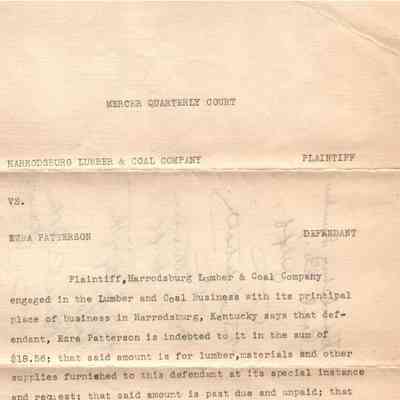 MERCER QUARTERLY COURT
HARRODSBURG LUMBER & COAL COMPANY PLAINTIFF
VS.
EZRA PATTERSON DEFENDANT
Plaintiff,Harrodsburg Lumber & Coal Company
engaged in the Lumber and Coal Business with its principal
place of business in Harrodsburg, Kentucky says that def-
endant, Ezra Patterson is indebted to it in the sum of
$18.56; that said amount is for lumber,materials and other
supplies furnished to this defendant at its special instance
and request; that said amount is past due and unpaid; that